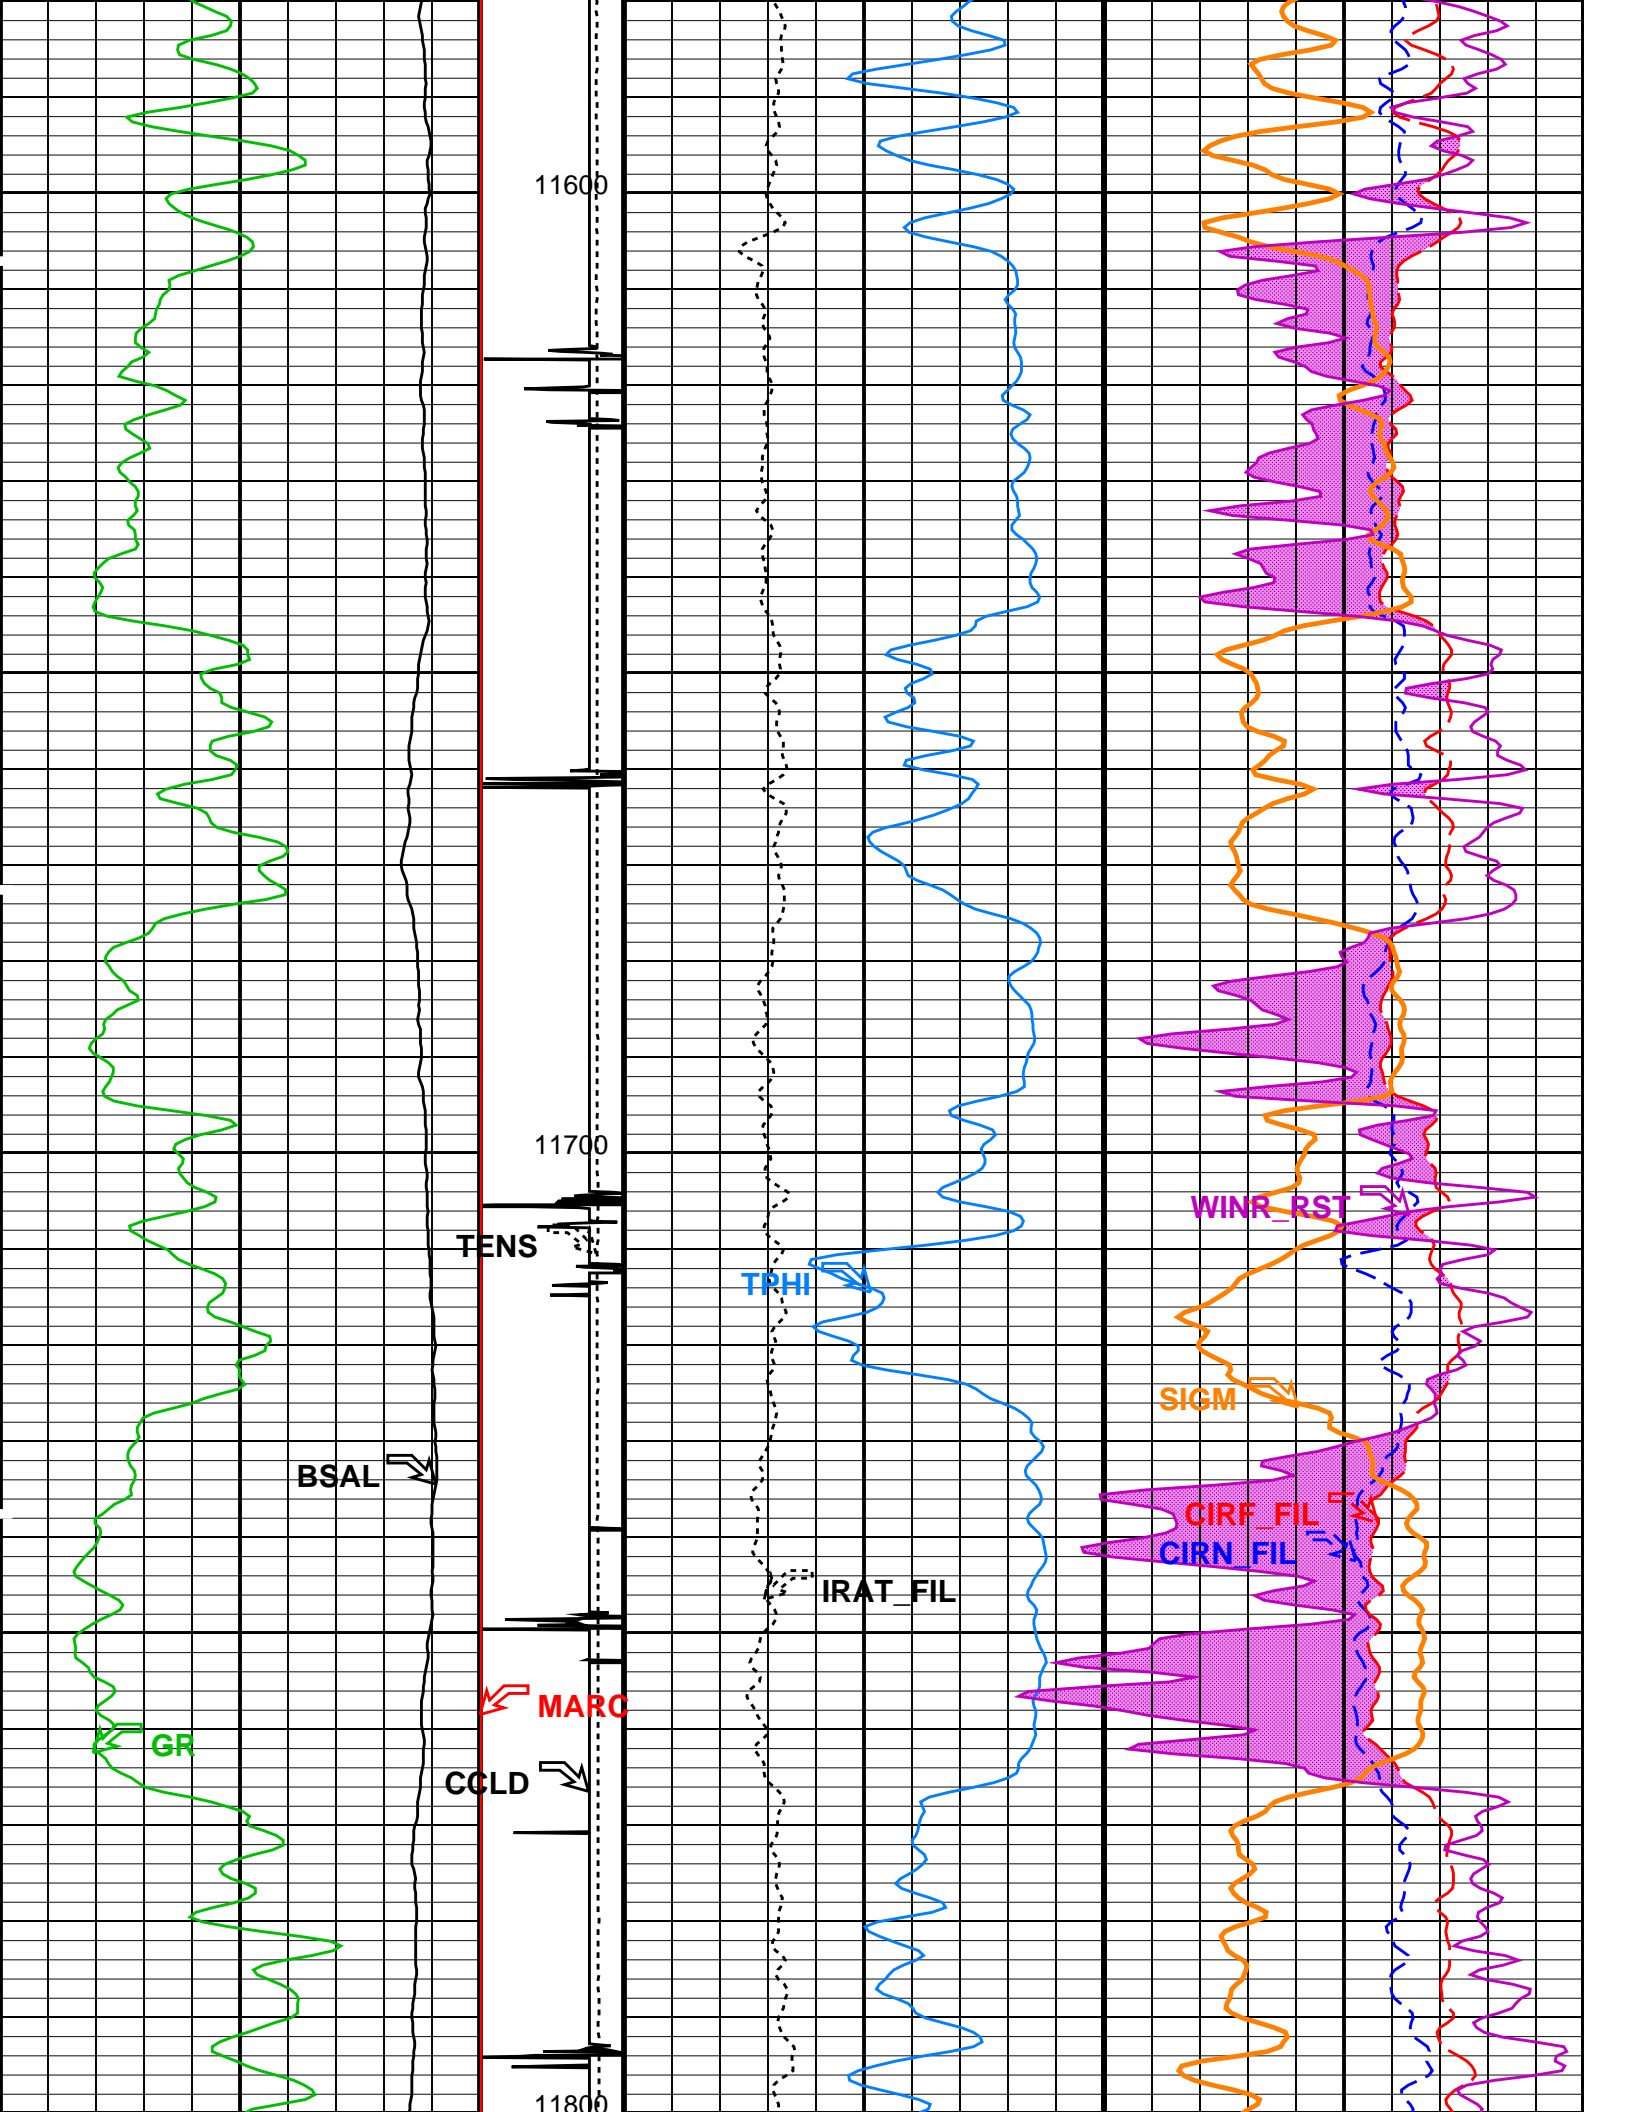 11600
11700
WINR_RST
TENS
TPHI
SIGM
BSAL
CIRF_FIL
CIRN_FIL
IRAT_FIL
MARC
GR
CCLD
11800